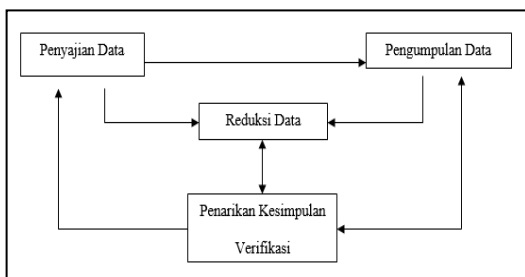 Penyajian Data
Pengumpulan Data
Reduksi Data
Penarikan Kesimpulan
Verifikasi